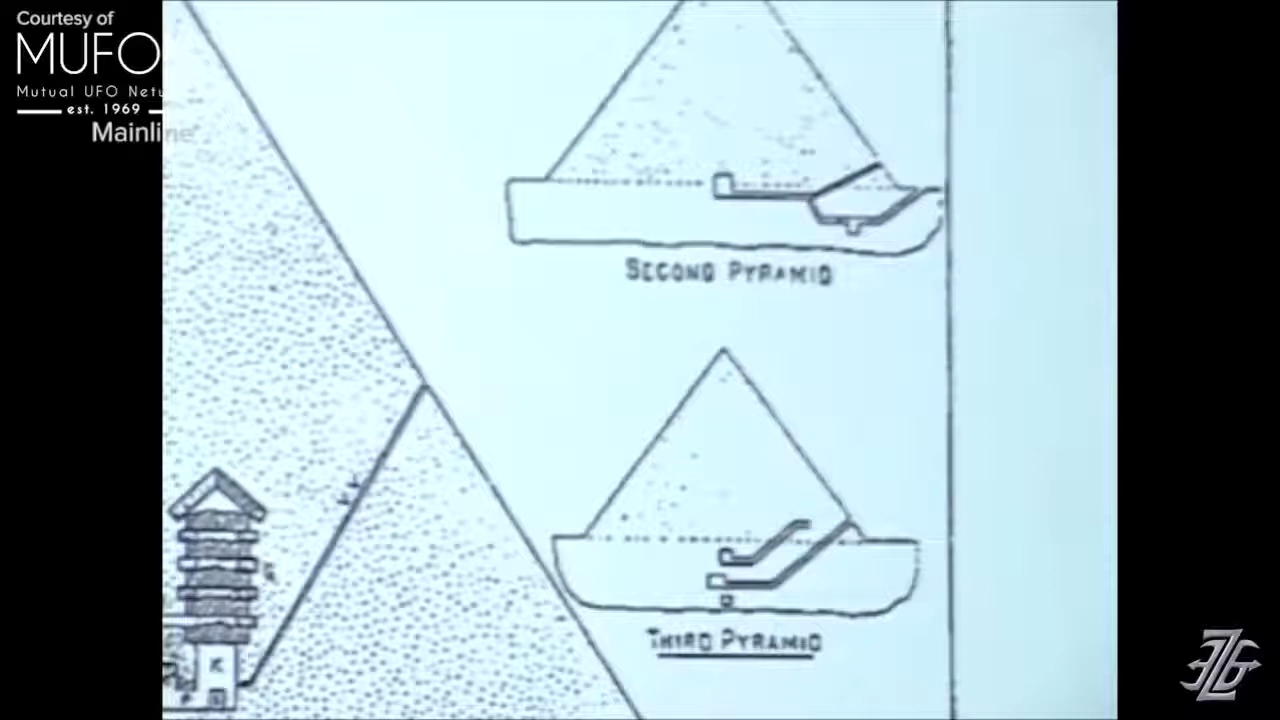 Courtesy of
MUFO
Mutual UFO Netw
est. 1969
Mainline
SECOND PYRAMID
THIRD PYRAMID
K